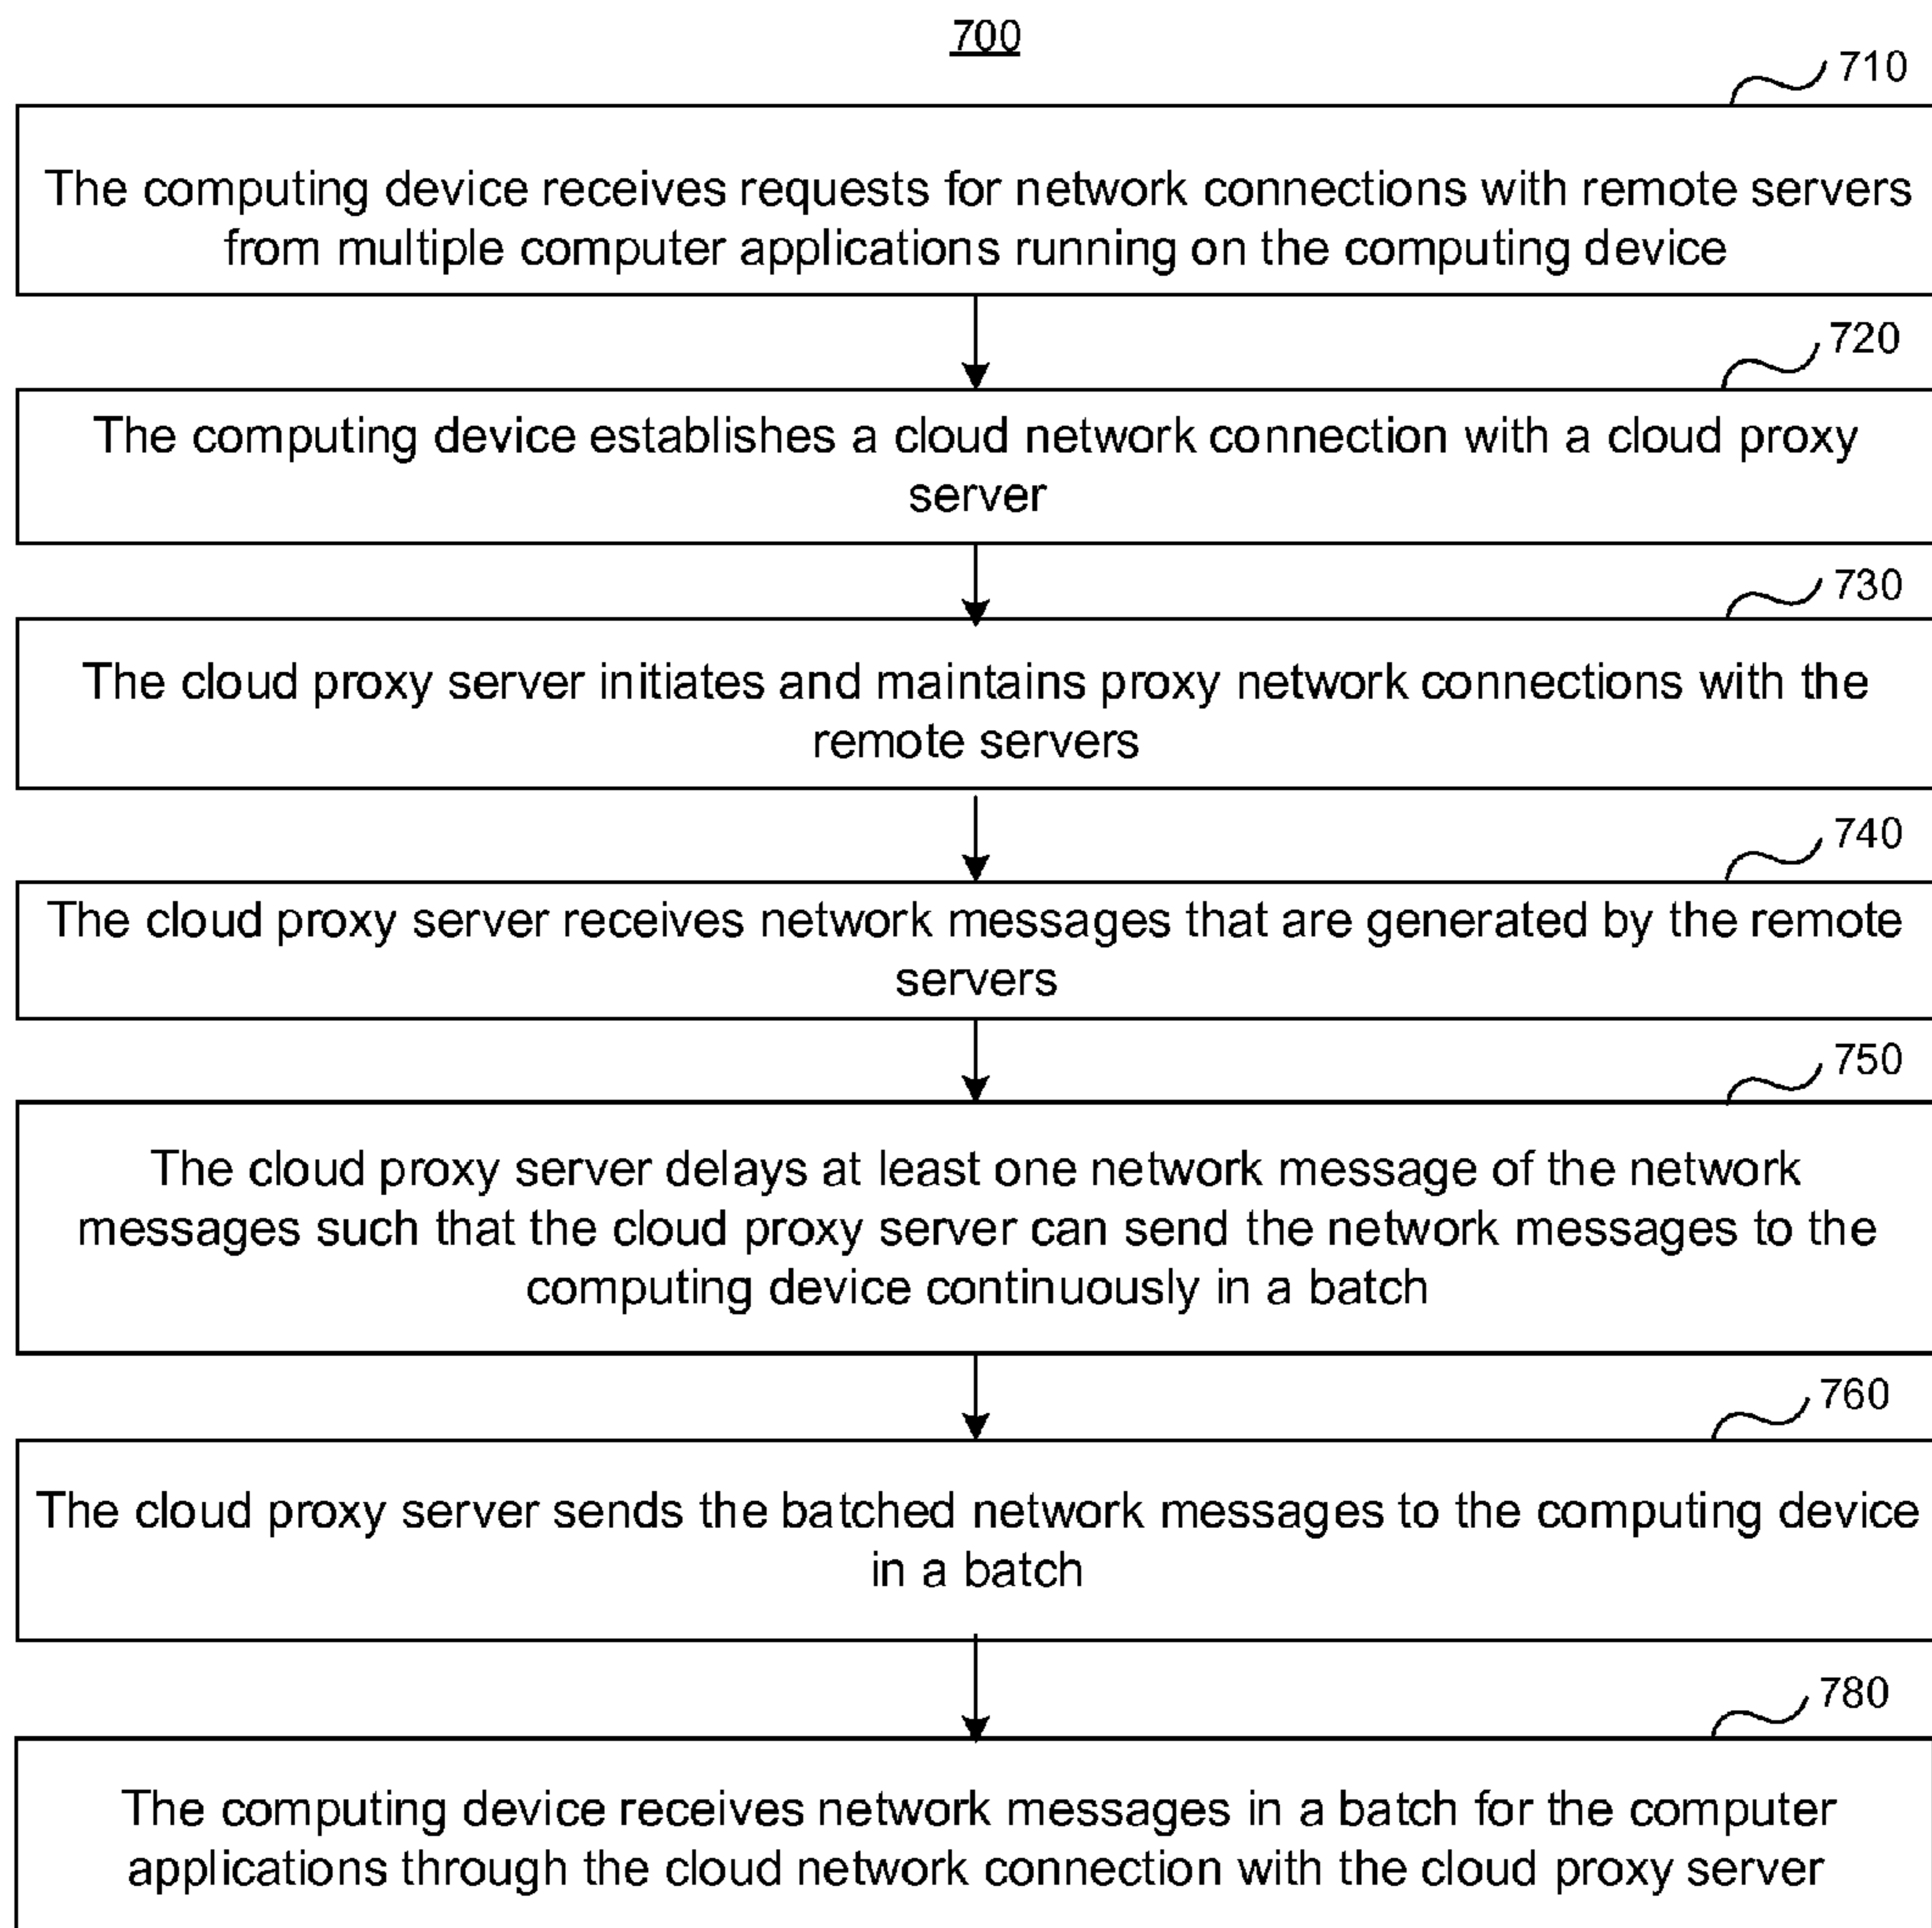 700
710
The computing device receives requests for network connections with remote servers
from multiple computer applications running on the computing device
720
The computing device establishes a cloud network connection with a cloud proxy
server
730
The cloud proxy server initiates and maintains proxy network connections with the
remote servers
740
The cloud proxy server receives network messages that are generated by the remote
servers
750
The cloud proxy server delays at least one network message of the network
messages such that the cloud proxy server can send the network messages to the
computing device continuously in a batch
760
The cloud proxy server sends the batched network messages to the computing device
in a batch
780
The computing device receives network messages in a batch for the computer
applications through the cloud network connection with the cloud proxy server